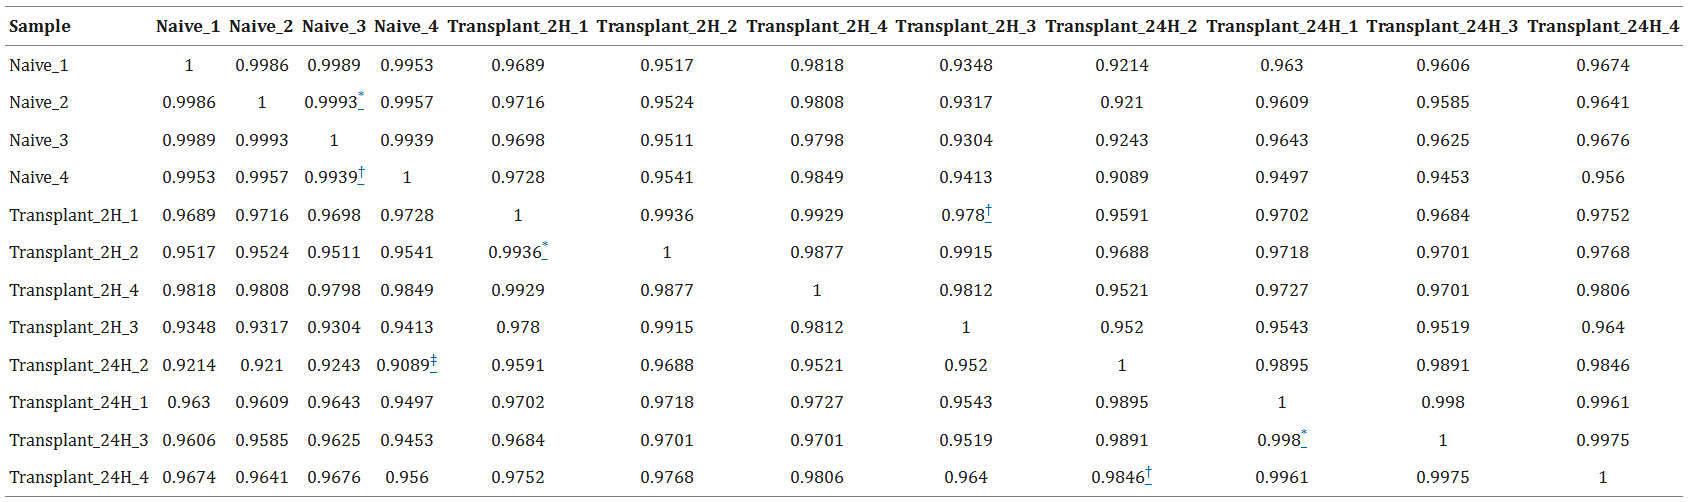 Sample Naive_1 Naive_2 Naive_3 Naive_4 Transplant_2H_1 Transplant_2H_2 Transplant_2H_4 Transplant_2H_3 Transplant_24H_2 Transplant_24H_1 Transplant_24H_3 Transplant_24H_4
Naive_1 1 0.9986 0.9989 0.9953 0.9689 0.9517 0.9818 0.9348 0.9214 0.963 0.9606 0.9674
Naive_2 0.9986 1 0.9993* 0.9957 0.9716 0.9524 0.9808 0.9317 0.921 0.9609 0.9585 0.9641
Naive_3 0.9989 0.9993 1 0.9939 0.9698 0.9511 0.9798 0.9304 0.9243 0.9643 0.9625 0.9676
Naive_4 0.9953 0.9957 0.9939† 1 0.9728 0.9541 0.9849 0.9413 0.9089 0.9497 0.9453 0.956
Transplant_2H_1 0.9689 0.9716 0.9698 0.9728 1 0.9936 0.9929 0.978† 0.9591 0.9702 0.9684 0.9752
Transplant_2H_2 0.9517 0.9524 0.9511 0.9541 0.9936* 1 0.9877 0.9915 0.9688 0.9718 0.9701 0.9768
Transplant_2H_4 0.9818 0.9808 0.9798 0.9849 0.9929 0.9877 1 0.9812 0.9521 0.9727 0.9701 0.9806
Transplant_2H_3 0.9348 0.9317 0.9304 0.9413 0.978 0.9915 0.9812 1 0.952 0.9543 0.9519 0.964
Transplant_24H_2 0.9214 0.921 0.9243 0.9089‡ 0.9591 0.9688 0.9521 0.952 1 0.9895 0.9891 0.9846
Transplant_24H_1 0.963 0.9609 0.9643 0.9497 0.9702 0.9718 0.9727 0.9543 0.9895 1 0.998 0.9961
Transplant_24H_3 0.9606 0.9585 0.9625 0.9453 0.9684 0.9701 0.9701 0.9519 0.9891 0.998* 1 0.9975
Transplant_24H_4 0.9674 0.9641 0.9676 0.956 0.9752 0.9768 0.9806 0.964 0.9846† 0.9961 0.9975 1